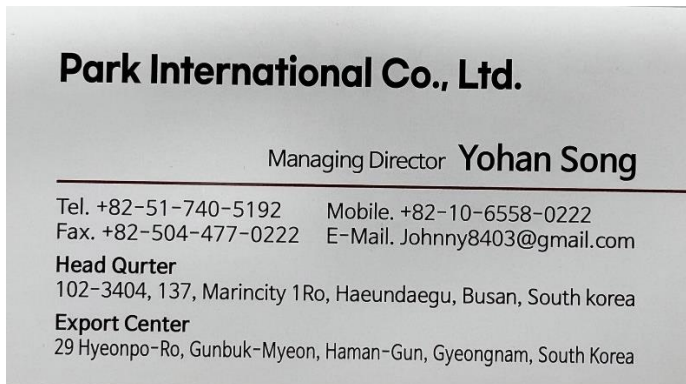 Park International Co., Ltd.
Managing Director Yohan Song
Tel. +82-51-740-5192 Mobile. +82-10-6558-0222
Fax. +82-504-477-0222 E-Mail. Johnny8403@gmail.com
Head Qurter
102-3404, 137, Marincity 1Ro, Haeundaegu, Busan, South korea
Export Center
29 Hyeonpo-Ro, Gunbuk-Myeon, Haman-Gun, Gyeongnam, South Korea